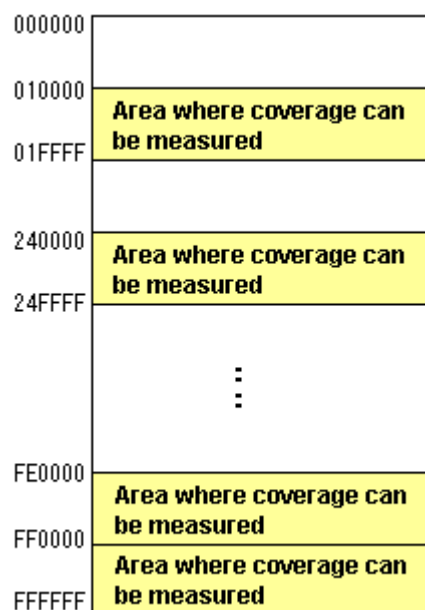 000000
010000
Area where coverage can
be measured
01FFFF
240000
Area where coverage can
be measured
24FFFF
FE0000
Area where coverage can
be measured
FF0000
Area where coverage can
be measured
FFFFFF